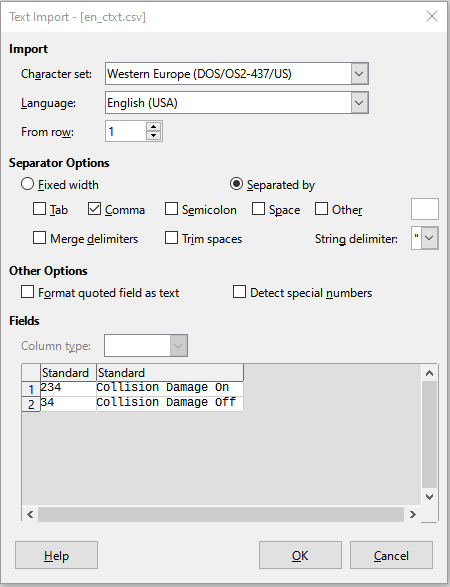 Text Import - [en_ctxt.csv]
Import
Character set: Western Europe (DOS/OS2-437/US)
Language: English (USA)
From row: 1
Separator Options
Fixed width Separated by
Tab Comma Semicolon Space Other
Merge delimiters Trim spaces String delimiter: "
Other Options
Format quoted field as text Detect special numbers
Fields
Column type:
Standard Standard
1 234 Collision Damage On
2 34 Collision Damage Off
Help OK Cancel